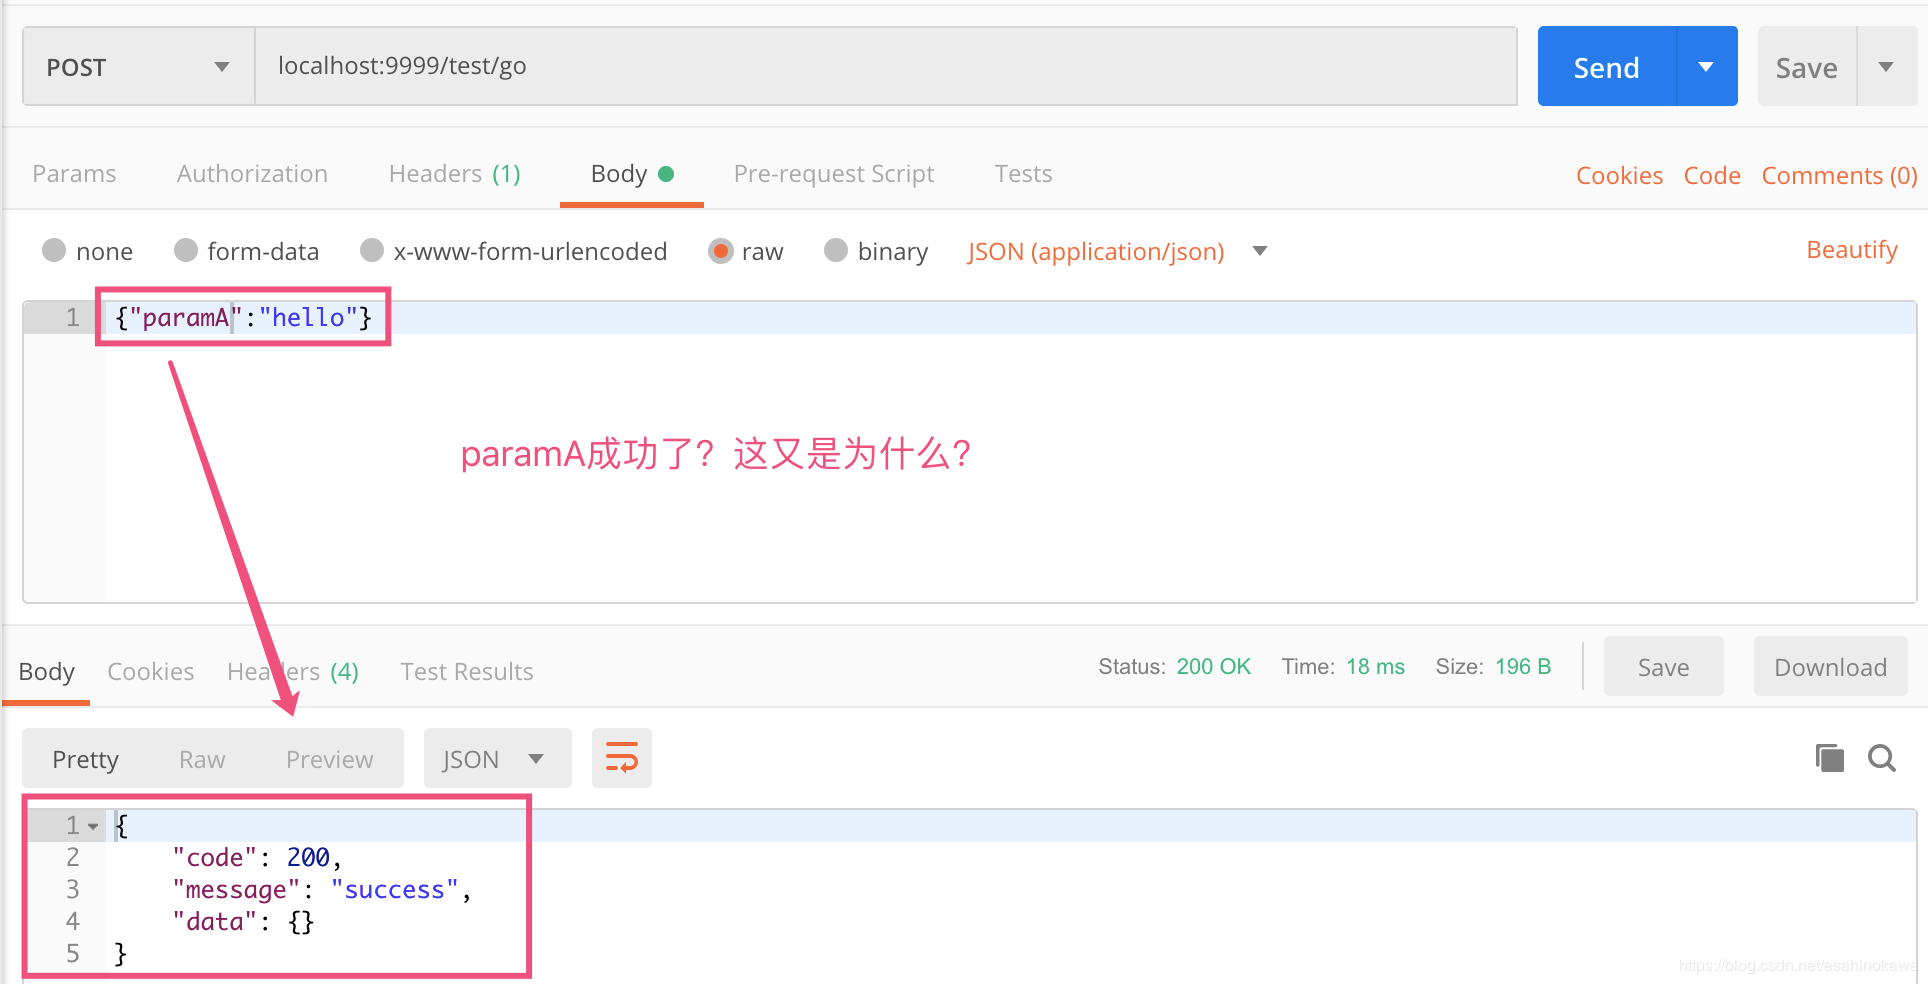 POST localhost:9999/test/go Send Save
Params Authorization Headers (1) Body Pre-request Script Tests Cookies Code Comments (0)
none form-data x-www-form-urlencoded raw binary JSON (application/json) Beautify
1 {"paramA":"hello"}
paramA成功了？这又是为什么？
Body Cookies Headers (4) Test Results Status: 200 OK Time: 18 ms Size: 196 B Save Download
Pretty Raw Preview JSON
1 {
2 "code": 200,
3 "message": "success",
4 "data": {}
5 }
https://blog.csdn.net/asahinokawa